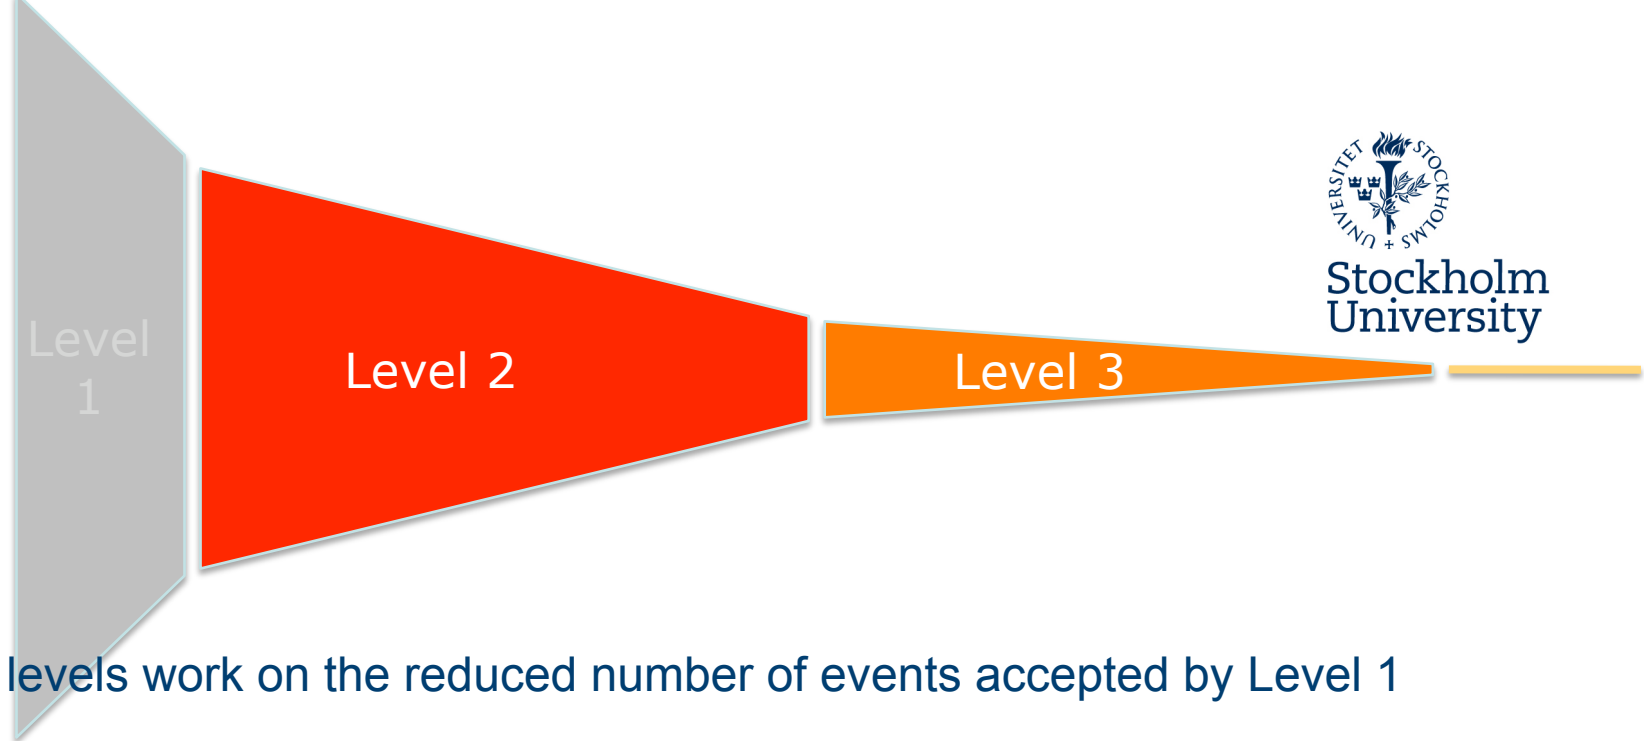 Level
1
Level 2
Level 3
UNIVERSITET STOCKHOLMS +
Stockholm
University
levels work on the reduced number of events accepted by Level 1